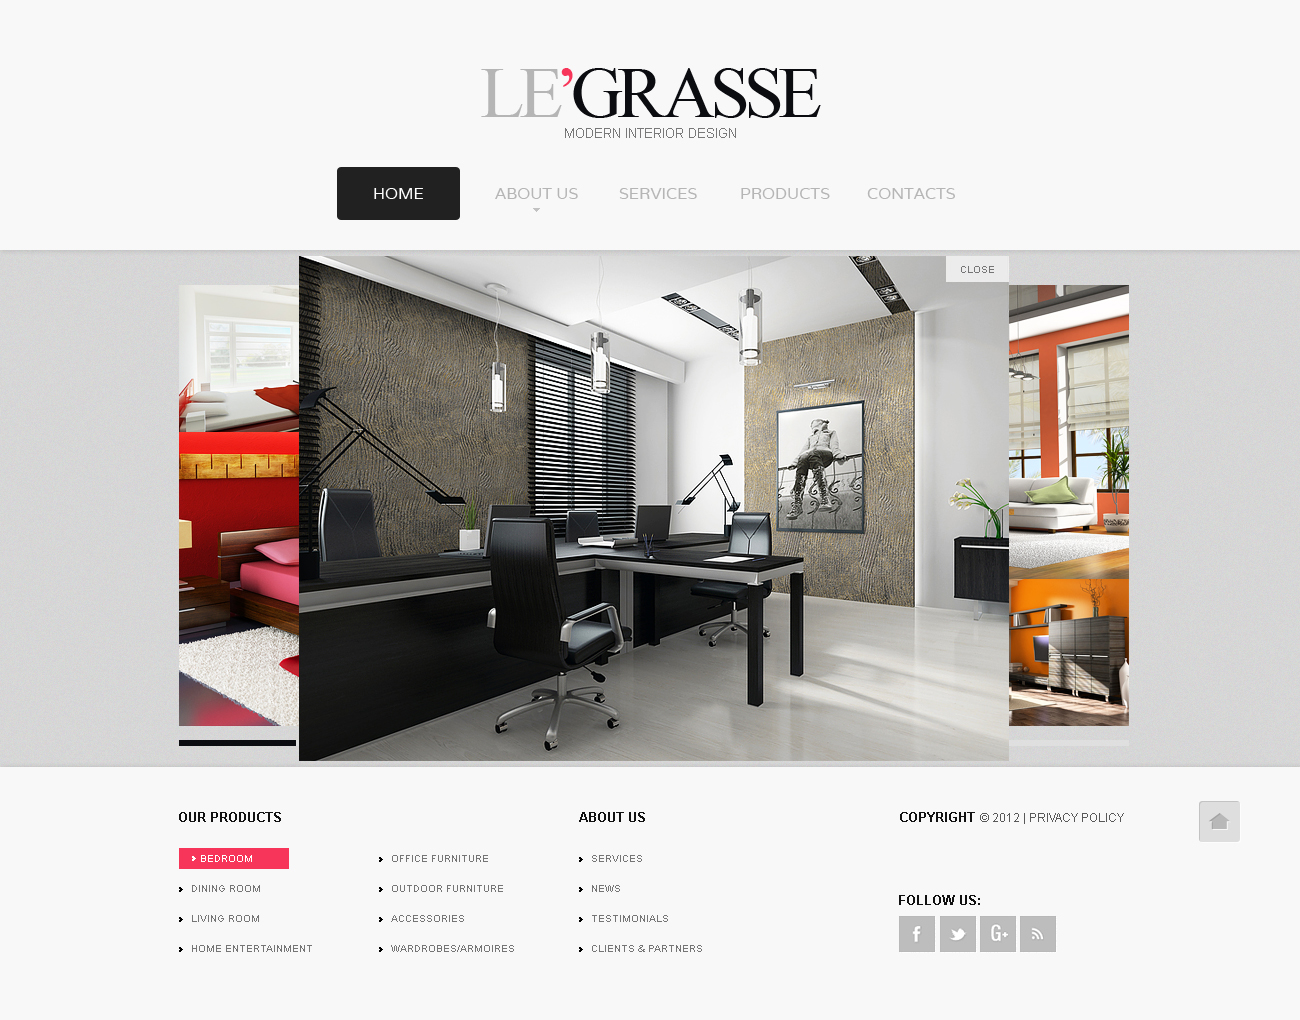 LE'GRASSE
MODERN INTERIOR DESIGN
HOME
ABOUT US
SERVICES
PRODUCTS
CONTACTS
CLOSE
OUR PRODUCTS
BEDROOM
DINING ROOM
LIVING ROOM
HOME ENTERTAINMENT
OFFICE FURNITURE
OUTDOOR FURNITURE
ACCESSORIES
WARDROBES/ARMOIRES
ABOUT US
SERVICES
NEWS
TESTIMONIALS
CLIENTS & PARTNERS
COPYRIGHT © 2012 | PRIVACY POLICY
FOLLOW US:
f
G+